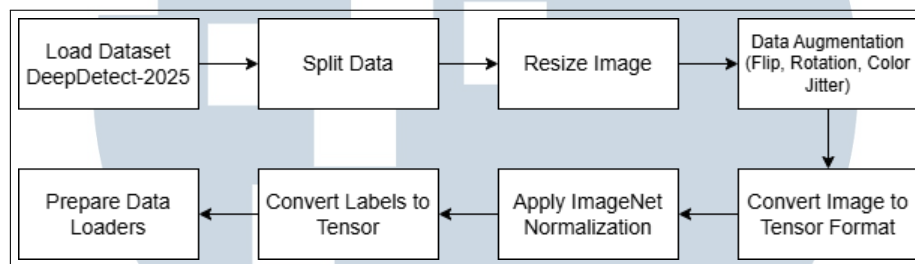 Load Dataset
DeepDetect-2025
Split Data
Resize Image
Data Augmentation
(Flip, Rotation, Color
Jitter)
Convert Image to
Tensor Format
Apply ImageNet
Normalization
Convert Labels to
Tensor
Prepare Data
Loaders